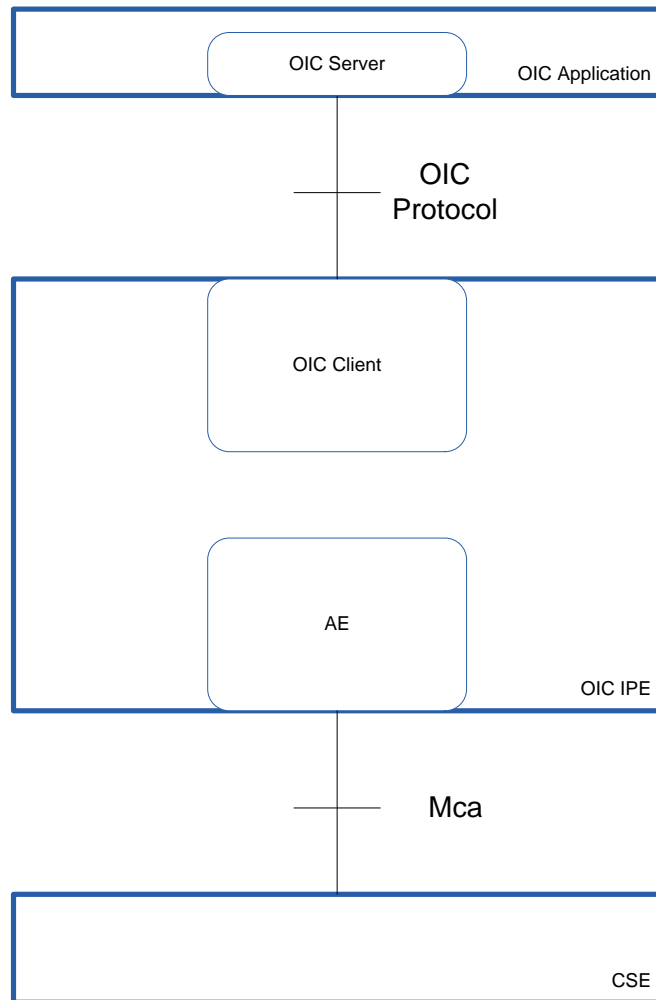 OIC Server
OIC Application
OIC
Protocol
OIC Client
AE
OIC IPE
Mca
CSE